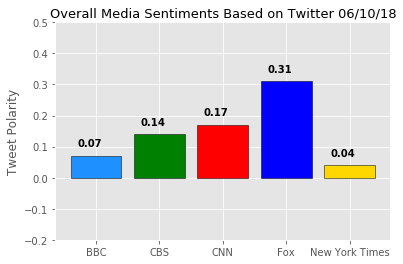 Overall Media Sentiments Based on Twitter 06/10/18
Tweet Polarity
0.5
0.4
0.3
0.2
0.1
0.0
−0.1
−0.2
0.07
0.14
0.17
0.31
0.04
BBC
CBS
CNN
Fox
New York Times